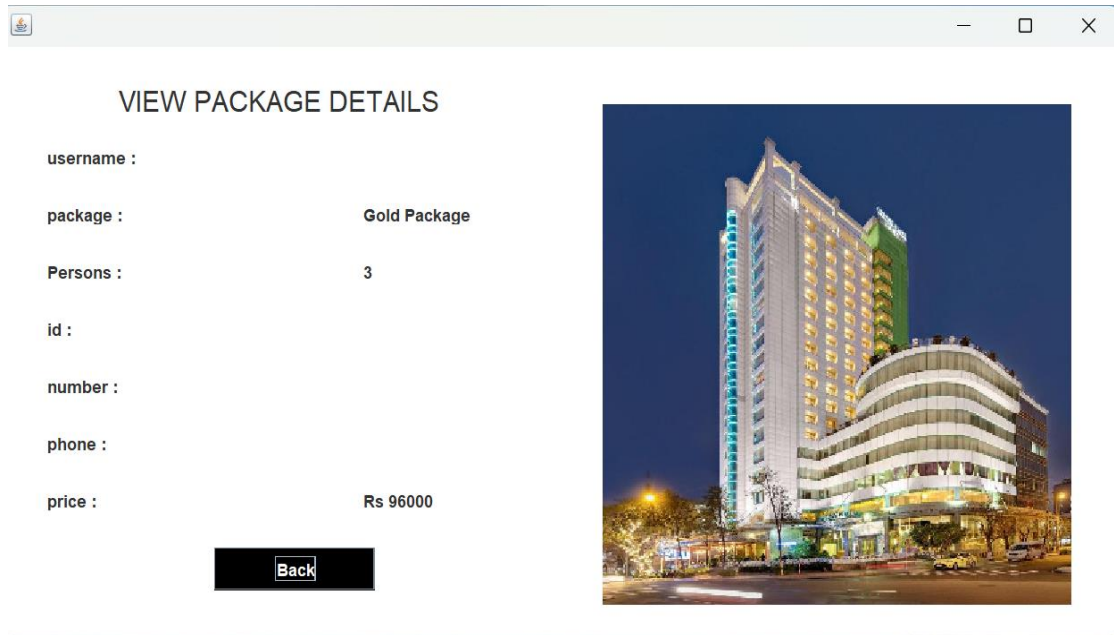 VIEW PACKAGE DETAILS
username :
package : Gold Package
Persons : 3
id :
number :
phone :
price : Rs 96000
Back